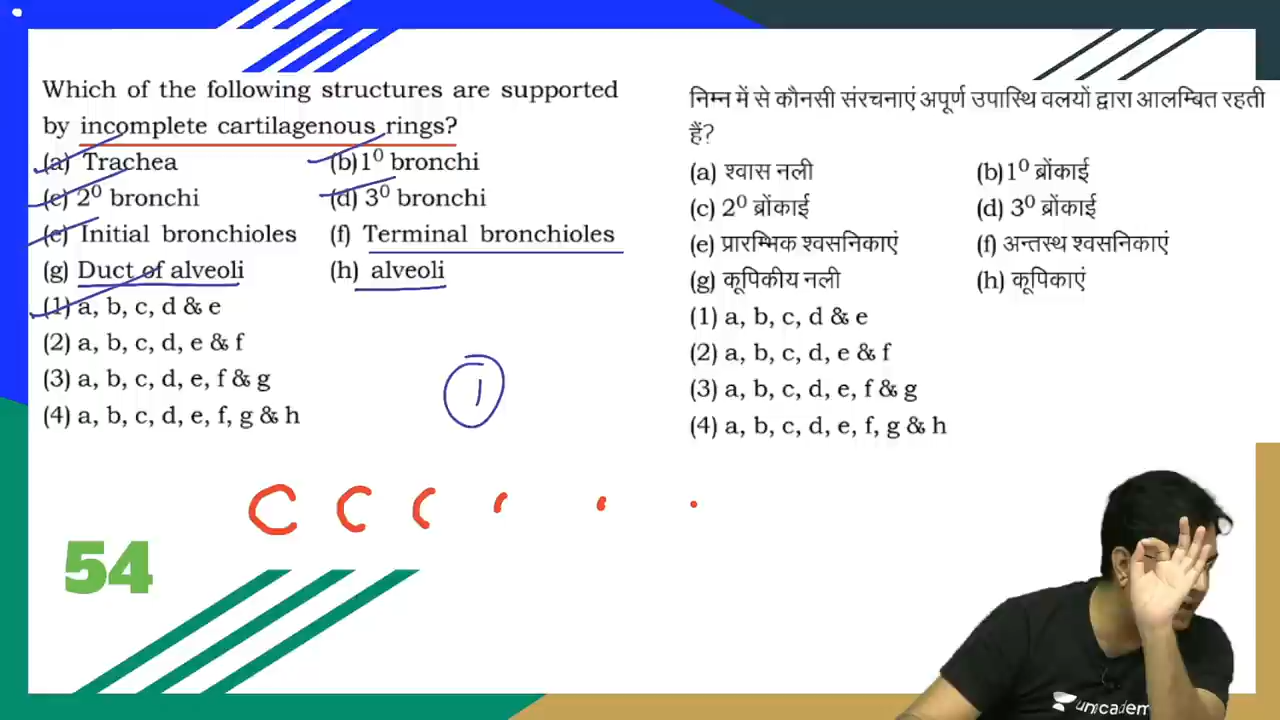 Which of the following structures are supported
by incomplete cartilagenous rings?
(a) Trachea (b)1⁰ bronchi
(c) 2⁰ bronchi (d) 3⁰ bronchi
(e) Initial bronchioles (f) Terminal bronchioles
(g) Duct of alveoli (h) alveoli
(1) a, b, c, d & e
(2) a, b, c, d, e & f
(3) a, b, c, d, e, f & g
(4) a, b, c, d, e, f, g & h
1
C C C
54
निम्न में से कौनसी संरचनाएं अपूर्ण उपास्थि वलयों द्वारा आलम्बित रहती
हैं?
(a) श्वास नली (b)1⁰ ब्रोंकाई
(c) 2⁰ ब्रोंकाई (d) 3⁰ ब्रोंकाई
(e) प्रारम्भिक श्वसनिकाएं (f) अन्तस्थ श्वसनिकाएं
(g) कूपिकीय नली (h) कूपिकाएं
(1) a, b, c, d & e
(2) a, b, c, d, e & f
(3) a, b, c, d, e, f & g
(4) a, b, c, d, e, f, g & h
unacadem